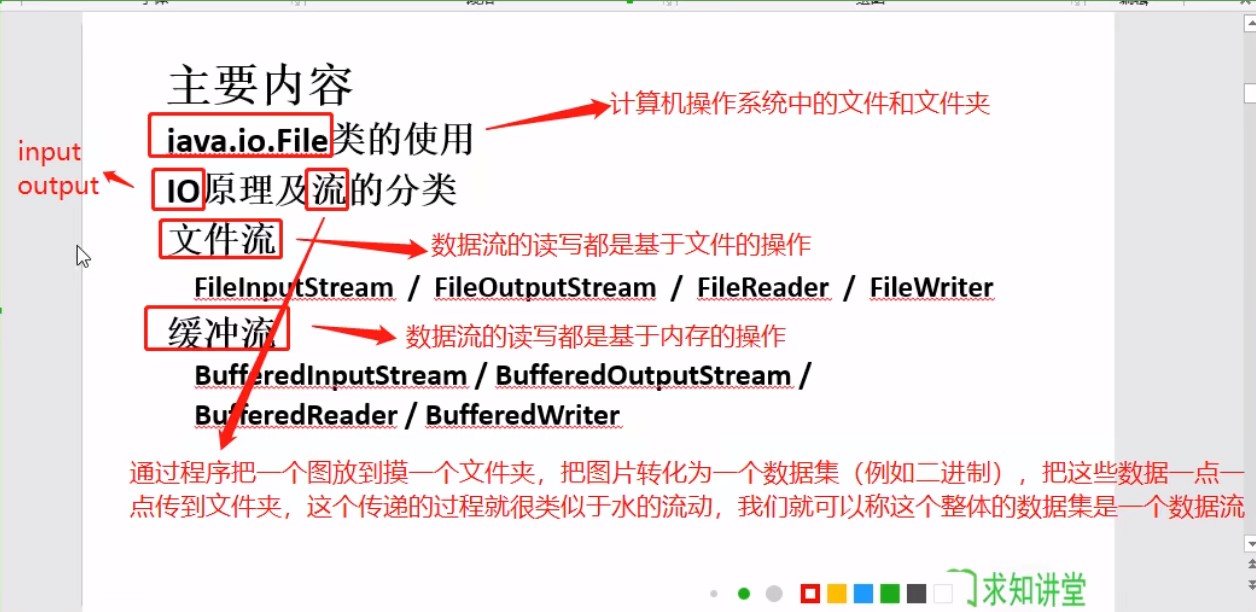 主要内容
java.io.File类的使用
计算机操作系统中的文件和文件夹
input
output
IO原理及流的分类
文件流
数据流的读写都是基于文件的操作
FileInputStream / FileOutputStream / FileReader / FileWriter
缓冲流
数据流的读写都是基于内存的操作
BufferedInputStream / BufferedOutputStream /
BufferedReader / BufferedWriter
通过程序把一个图放到摸一个文件夹，把图片转化为一个数据集（例如二进制），把这些数据一点一
点传到文件夹，这个传递的过程就很类似于水的流动，我们就可以称这个整体的数据集是一个数据流
求知讲堂